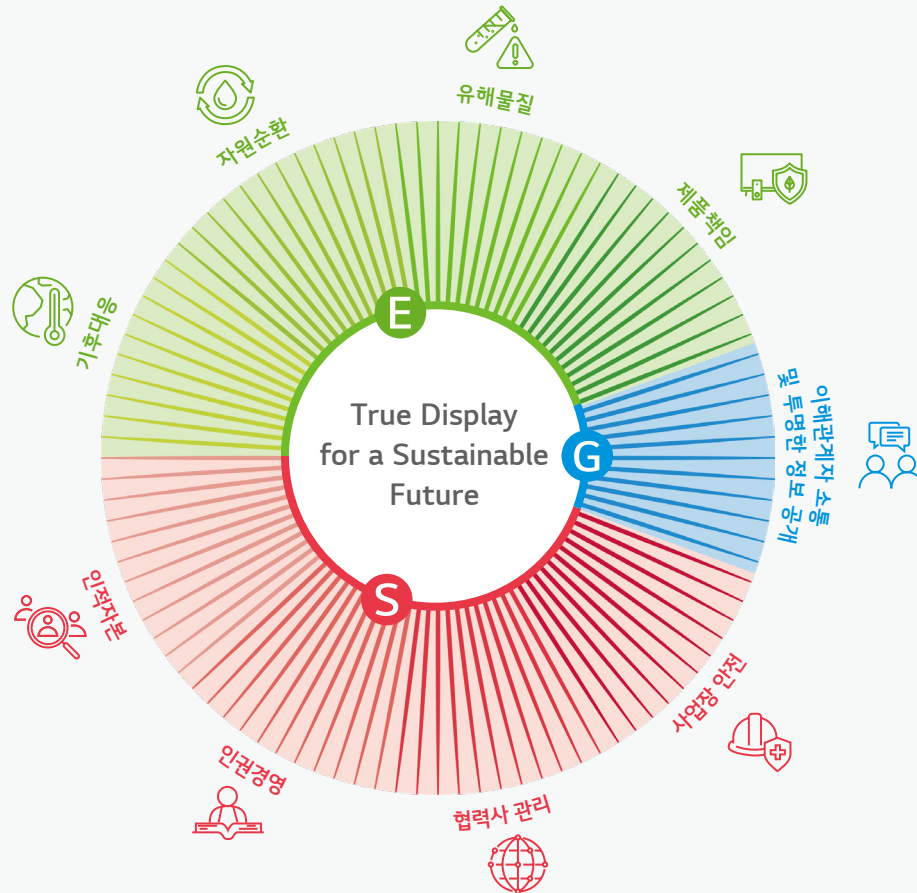 유해물질
자원순환
제품책임
기후대응
E
True Display
for a Sustainable
Future
G
이해관계자 소통
및 투명한 정보 공개
S
인적자본
사업장 안전
인권경영
협력사 관리